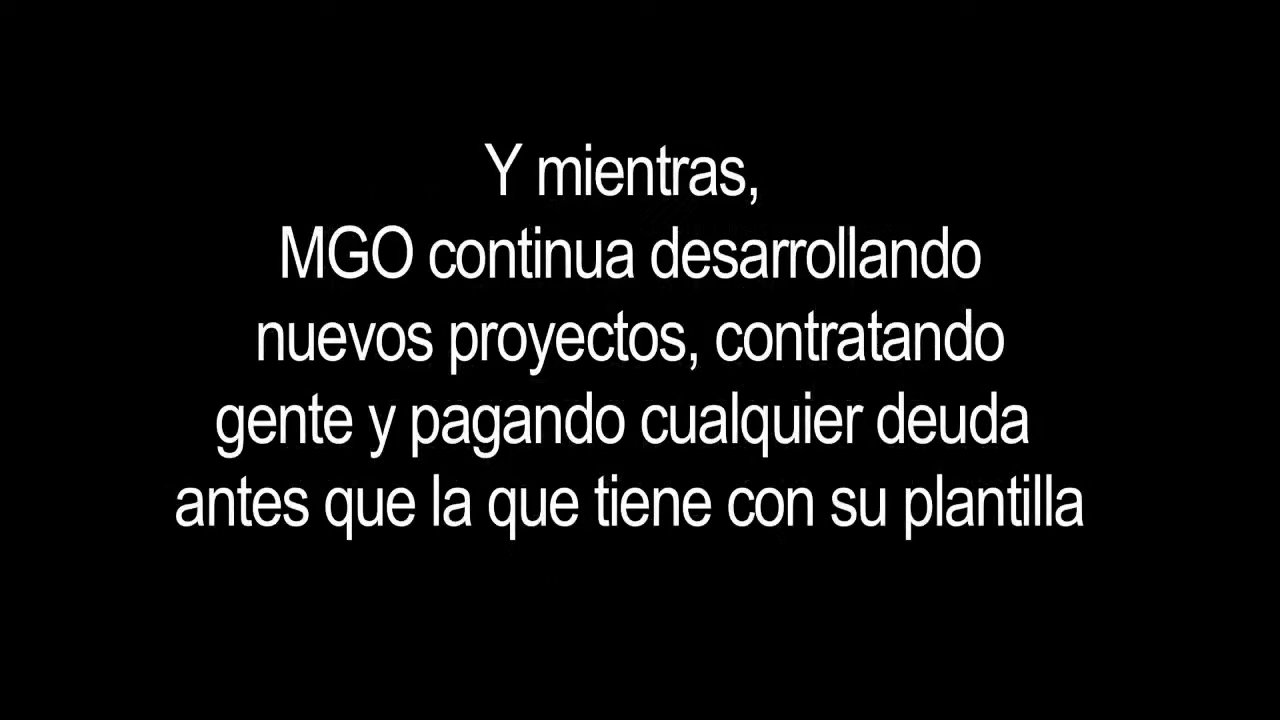 Y mientras,
MGO continua desarrollando
nuevos proyectos, contratando
gente y pagando cualquier deuda
antes que la que tiene con su plantilla